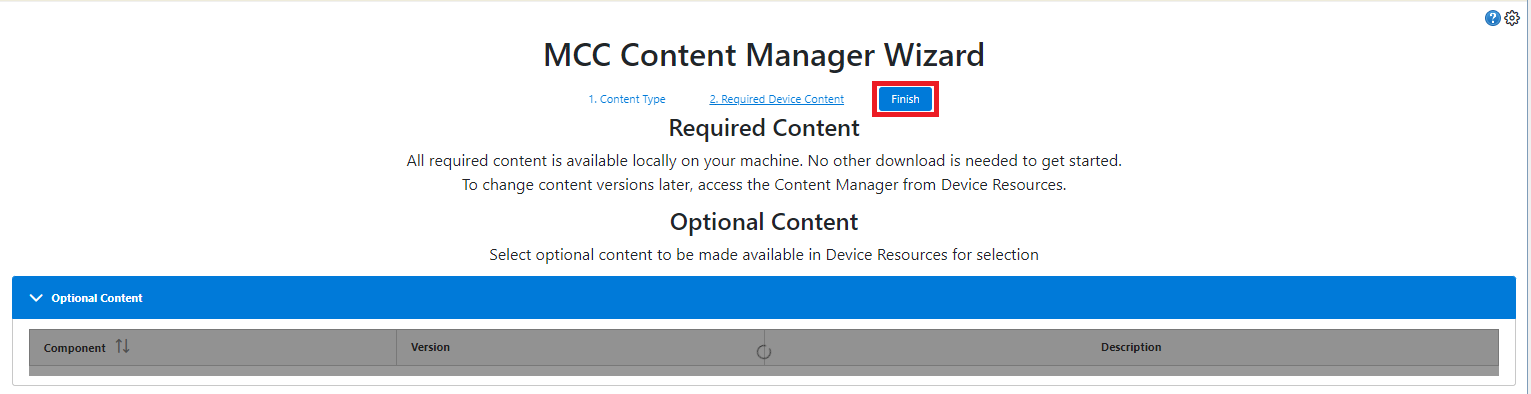 ?
MCC Content Manager Wizard
1. Content Type 2. Required Device Content Finish
Required Content
All required content is available locally on your machine. No other download is needed to get started.
To change content versions later, access the Content Manager from Device Resources.
Optional Content
Select optional content to be made available in Device Resources for selection
Optional Content
Component Version Description